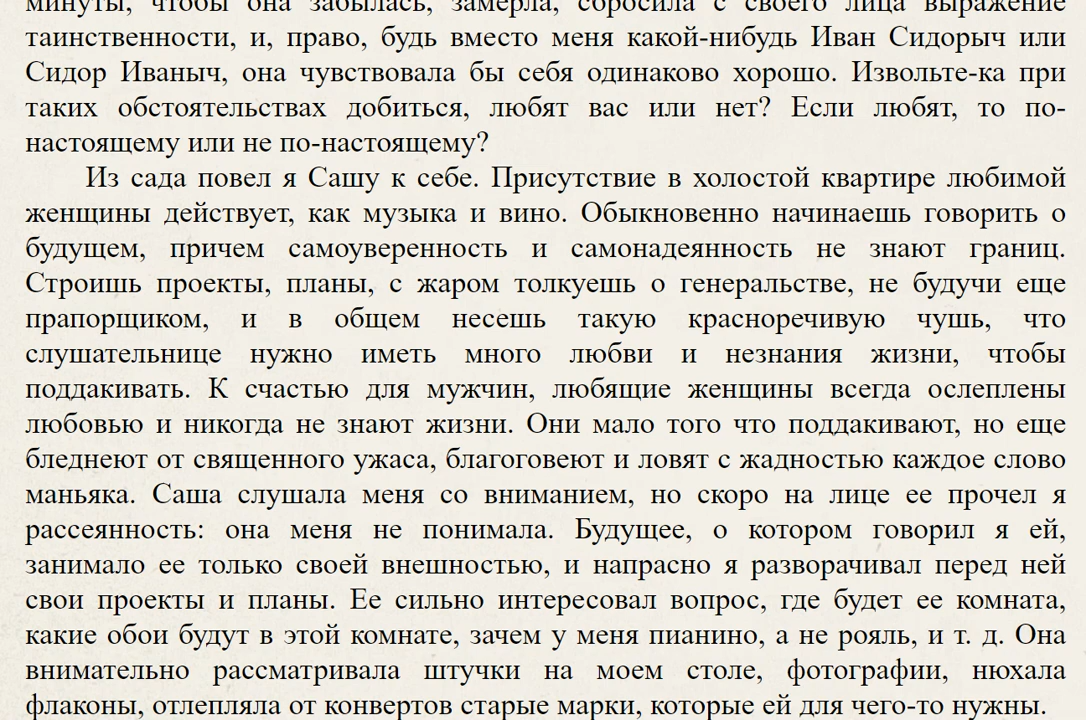 минуты, чтобы она забылась, замерла, сбросила с своего лица выражение
таинственности, и, право, будь вместо меня какой-нибудь Иван Сидорыч или
Сидор Иваныч, она чувствовала бы себя одинаково хорошо. Извольте-ка при
таких обстоятельствах добиться, любят вас или нет? Если любят, то по-
настоящему или не по-настоящему?
Из сада повел я Сашу к себе. Присутствие в холостой квартире любимой
женщины действует, как музыка и вино. Обыкновенно начинаешь говорить о
будущем, причем самоуверенность и самонадеянность не знают границ.
Строишь проекты, планы, с жаром толкуешь о генеральстве, не будучи еще
прапорщиком, и в общем несешь такую красноречивую чушь, что
слушательнице нужно иметь много любви и незнания жизни, чтобы
поддакивать. К счастью для мужчин, любящие женщины всегда ослеплены
любовью и никогда не знают жизни. Они мало того что поддакивают, но еще
бледнеют от священного ужаса, благоговеют и ловят с жадностью каждое слово
маньяка. Саша слушала меня со вниманием, но скоро на лице ее прочел я
рассеянность: она меня не понимала. Будущее, о котором говорил я ей,
занимало ее только своей внешностью, и напрасно я разворачивал перед ней
свои проекты и планы. Ее сильно интересовал вопрос, где будет ее комната,
какие обои будут в этой комнате, зачем у меня пианино, а не рояль, и т. д. Она
внимательно рассматривала штучки на моем столе, фотографии, нюхала
флаконы, отлепляла от конвертов старые марки, которые ей для чего-то нужны.